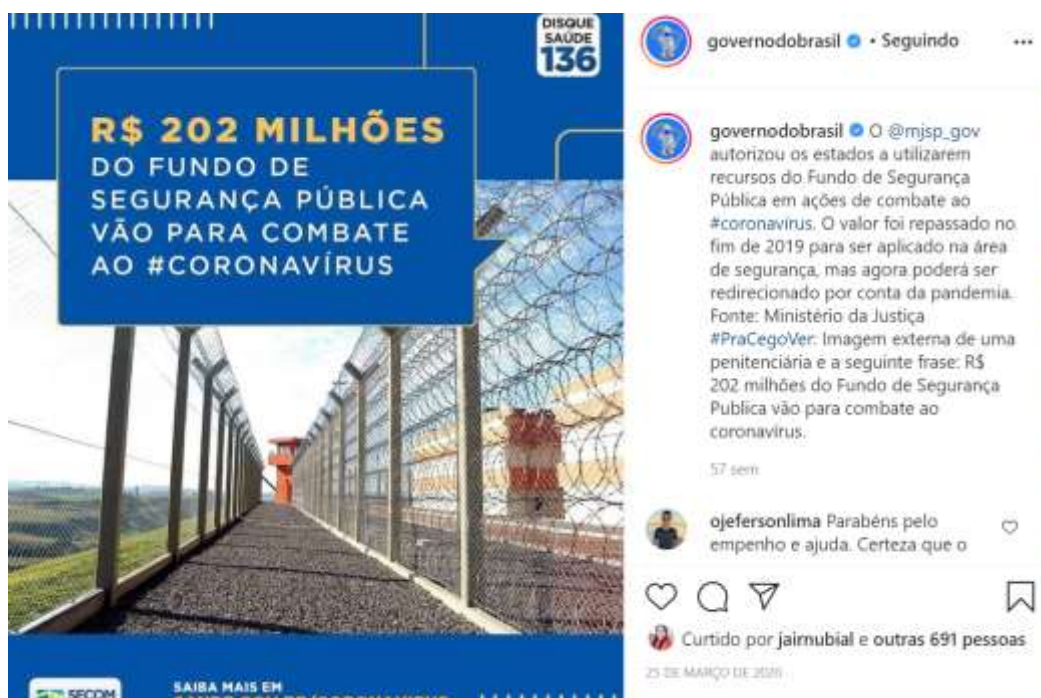 DISQUE
SAÚDE
136
R$ 202 MILHÕES
DO FUNDO DE
SEGURANÇA PÚBLICA
VÃO PARA COMBATE
AO #CORONAVÍRUS
SECOM
SAIBA MAIS EM
governodobrasil • Seguindo
governodobrasil O @mjsp_gov
autorizou os estados a utilizarem
recursos do Fundo de Segurança
Pública em ações de combate ao
#coronavírus. O valor foi repassado no
fim de 2019 para ser aplicado na área
de segurança, mas agora poderá ser
redirecionado por conta da pandemia.
Fonte: Ministério da Justiça
#PraCegoVer: Imagem externa de uma
penitenciária e a seguinte frase: R$
202 milhões do Fundo de Segurança
Publica vão para combate ao
coronavírus.
57 sem
ojefersonlima Parabéns pelo
empenho e ajuda. Certeza que o
Curtido por jairnubial e outras 691 pessoas
25 DE MARÇO DE 2020